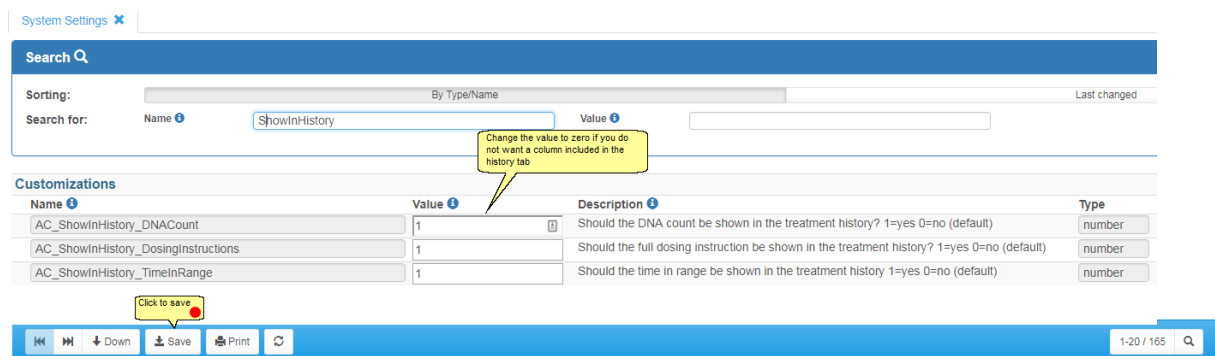 System Settings ✖
Search
Sorting: By Type/Name Last changed
Search for: Name ShowInHistory Value
Change the value to zero if you do
not want a column included in the
history tab
Customizations
Name Value Description Type
AC_ShowInHistory_DNACount 1 Should the DNA count be shown in the treatment history? 1=yes 0=no (default) number
AC_ShowInHistory_DosingInstructions 1 Should the full dosing instruction be shown in the treatment history? 1=yes 0=no (default) number
AC_ShowInHistory_TimeInRange 1 Should the time in range be shown in the treatment history 1=yes 0=no (default) number
Click to save
Down Save Print 1-20 / 165